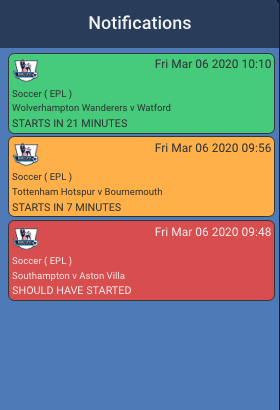 Notifications
Fri Mar 06 2020 10:10
Soccer ( EPL )
Wolverhampton Wanderers v Watford
STARTS IN 21 MINUTES
Fri Mar 06 2020 09:56
Soccer ( EPL )
Tottenham Hotspur v Bournemouth
STARTS IN 7 MINUTES
Fri Mar 06 2020 09:48
Soccer ( EPL )
Southampton v Aston Villa
SHOULD HAVE STARTED